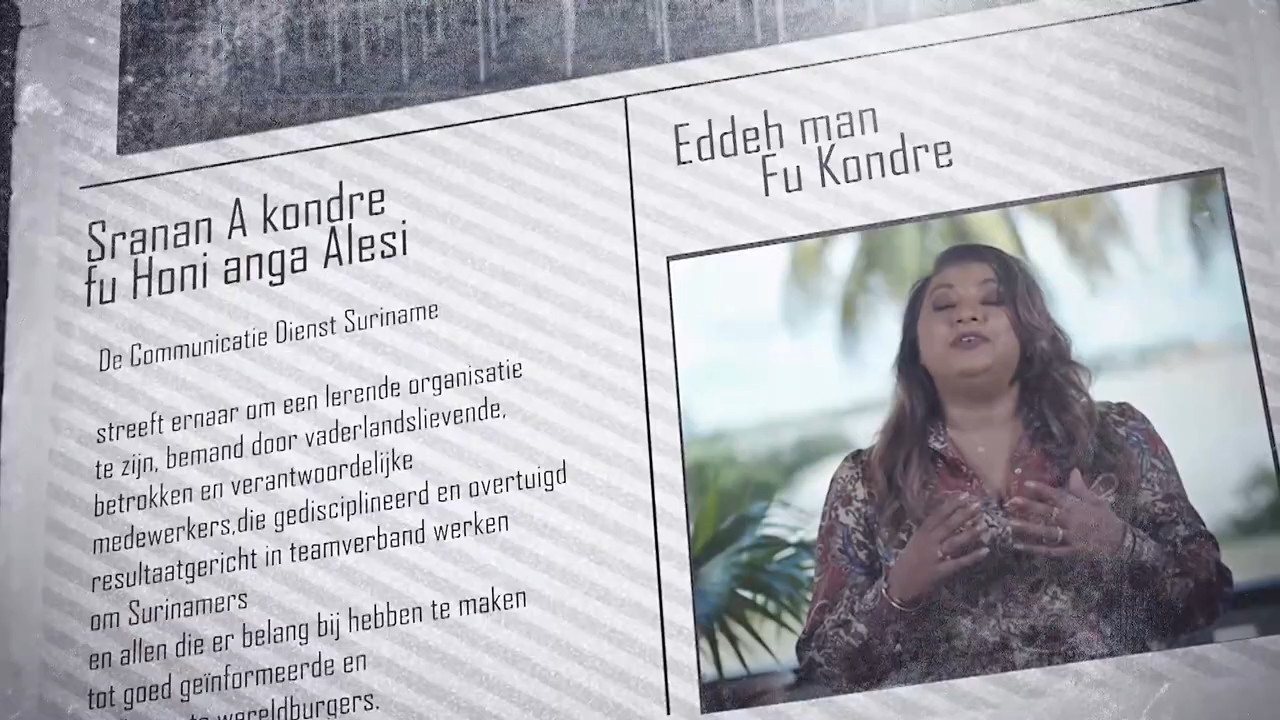 Sranan A kondre
fu Honi anga Alesi
De Communicatie Dienst Suriname
streeft ernaar om een lerende organisatie
te zijn, bemand door vaderlandslievende,
betrokken en verantwoordelijke
medewerkers,die gedisciplineerd en overtuigd
resultaatgericht in teamverband werken
om Surinamers
en allen die er belang bij hebben te maken
tot goed geïnformeerde en
wereldburgers.
Eddeh man
Fu Kondre